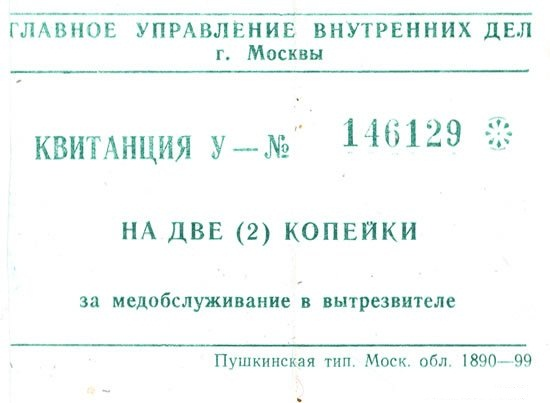 ГЛАВНОЕ УПРАВЛЕНИЕ ВНУТРЕННИХ ДЕЛ
г. Москвы
КВИТАНЦИЯ У — № 146129
НА ДВЕ (2) КОПЕЙКИ
за медобслуживание в вытрезвителе
Пушкинская тип. Моск. обл. 1890—99